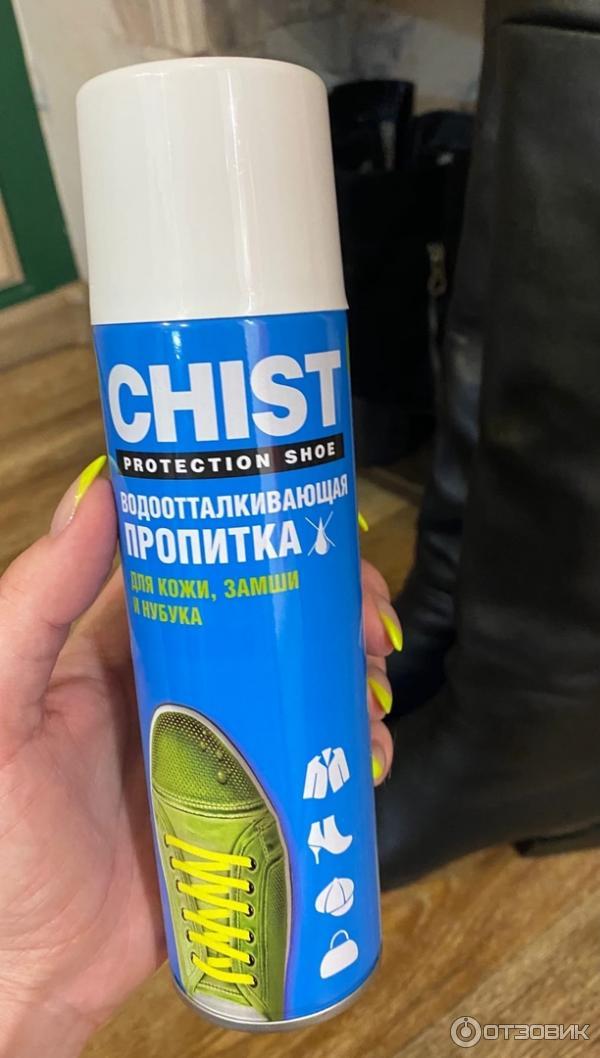 CHIST
PROTECTION SHOE
ВОДООТТАЛКИВАЮЩАЯ
ПРОПИТКА
ДЛЯ КОЖИ, ЗАМШИ
И НУБУКА
ОТЗОВИК